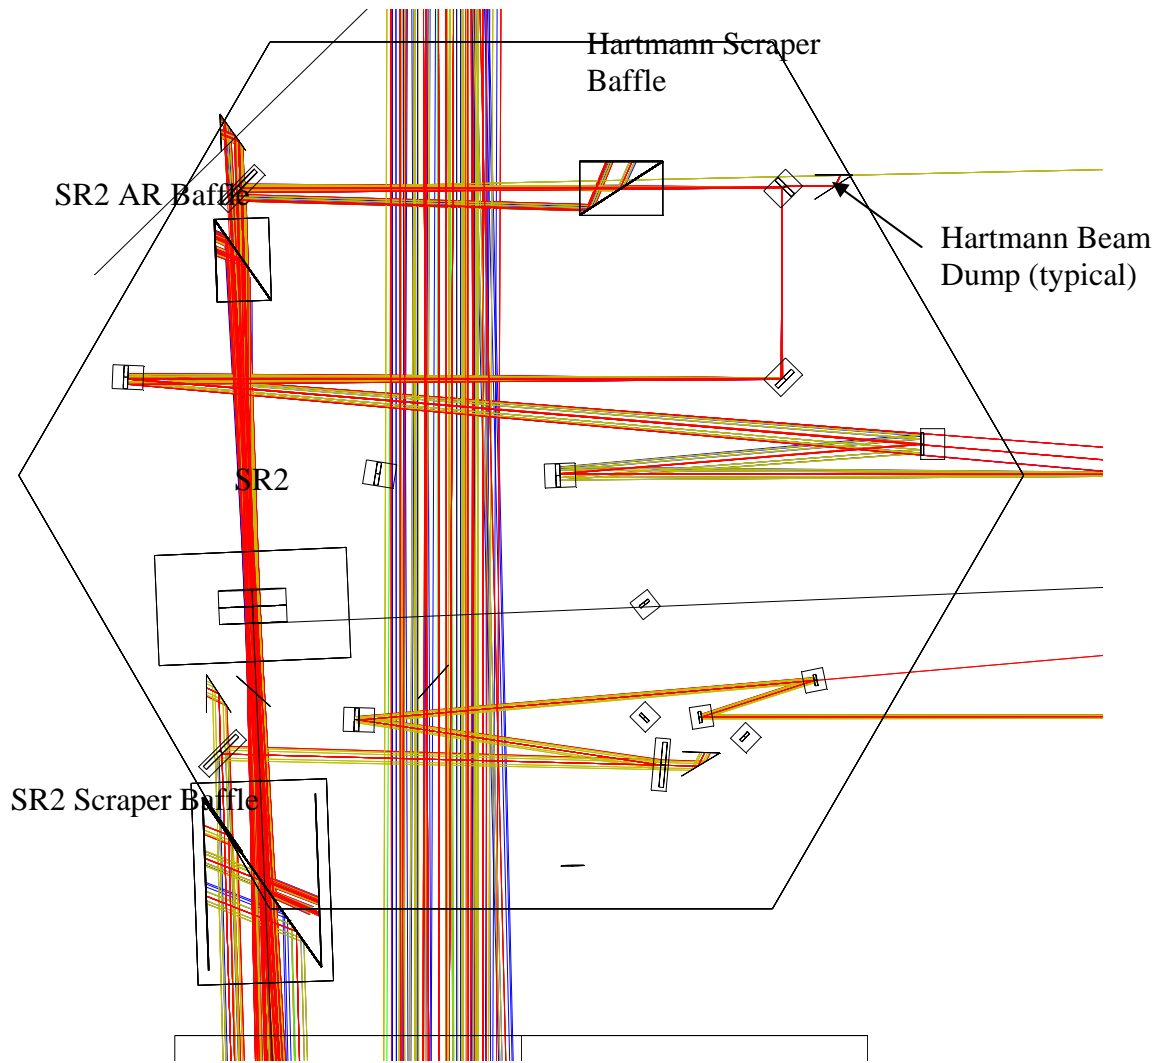 Hartmann Scraper
Baffle
SR2 AR Baffle
Hartmann Beam
Dump (typical)
SR2
SR2 Scraper Baffle